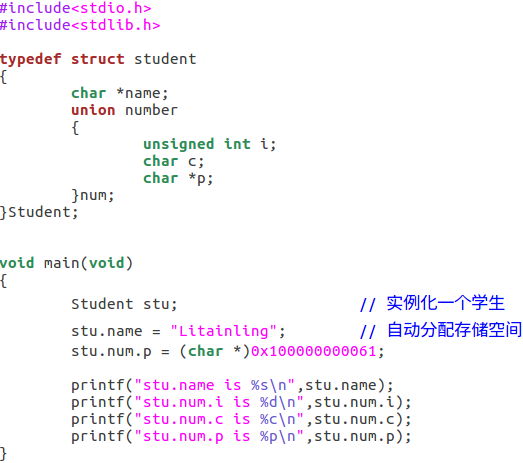 #include<stdio.h>
#include<stdlib.h>
typedef struct student
{
char *name;
union number
{
unsigned int i;
char c;
char *p;
}num;
}Student;
void main(void)
{
Student stu; // 实例化一个学生
stu.name = "Litainling"; // 自动分配存储空间
stu.num.p = (char *)0x100000000061;
printf("stu.name is %s\n",stu.name);
printf("stu.num.i is %d\n",stu.num.i);
printf("stu.num.c is %c\n",stu.num.c);
printf("stu.num.p is %p\n",stu.num.p);
}